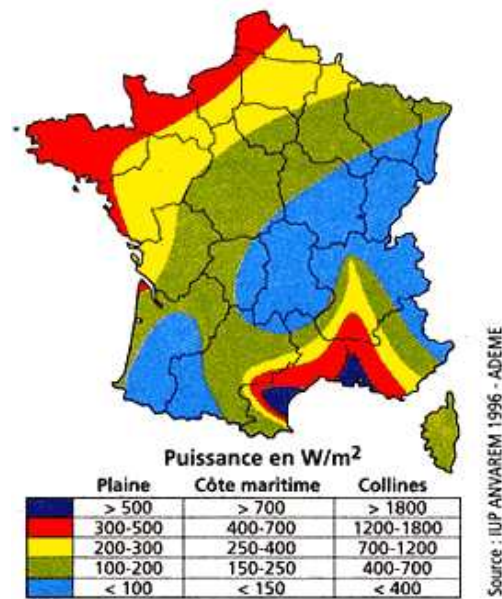 Puissance en W/m²
Plaine Côte maritime Collines
> 500 > 700 > 1800
300-500 400-700 1200-1800
200-300 250-400 700-1200
100-200 150-250 400-700
< 100 < 150 < 400
Source : IUP ANVAREM 1996 - ADEME